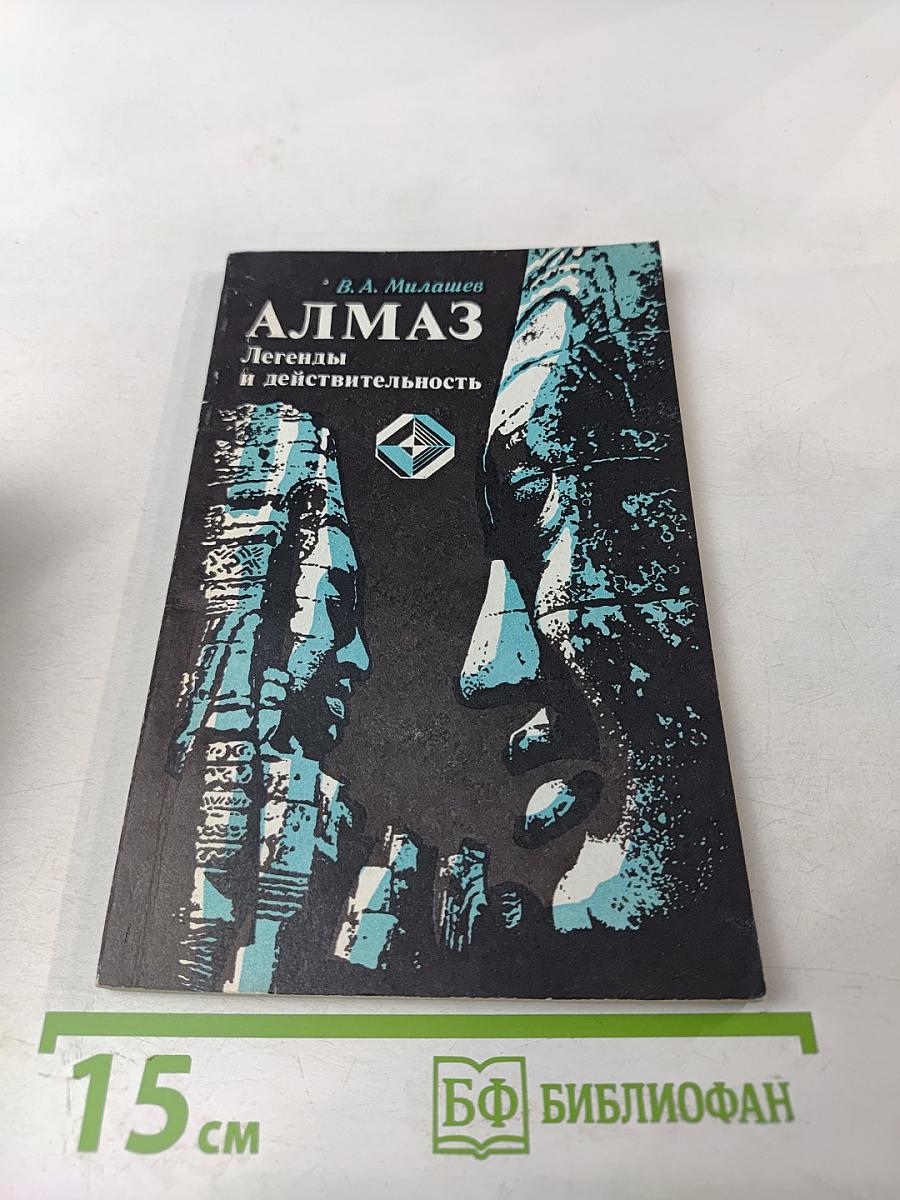 В. А. Милашев
АЛМАЗ
Легенды
и действительность
15 см
БФ БИБЛИОФАН